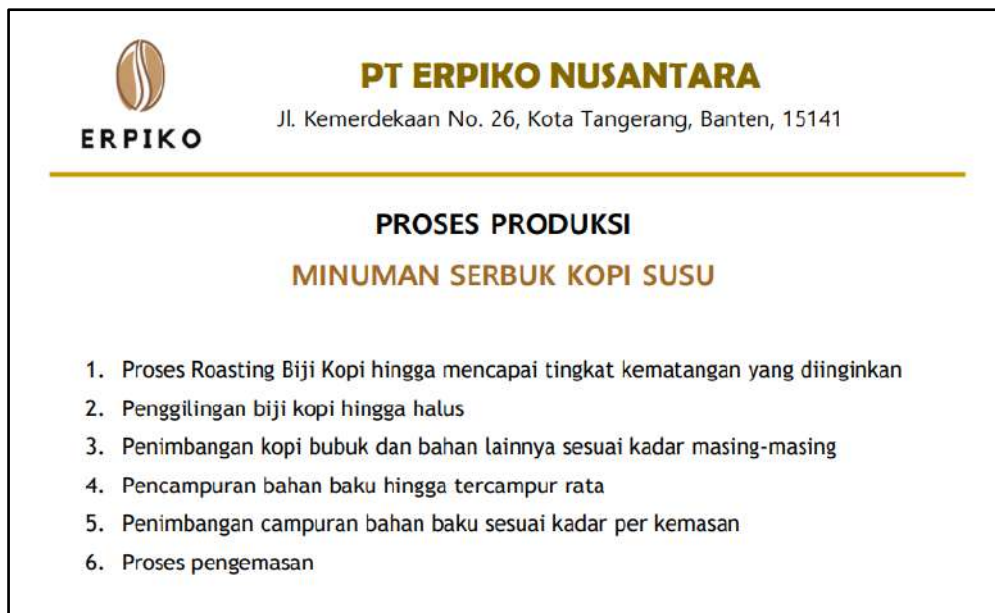 PT ERPIKO NUSANTARA
Jl. Kemerdekaan No. 26, Kota Tangerang, Banten, 15141
ERPIKO
PROSES PRODUKSI
MINUMAN SERBUK KOPI SUSU
1. Proses Roasting Biji Kopi hingga mencapai tingkat kematangan yang diinginkan
2. Penggilingan biji kopi hingga halus
3. Penimbangan kopi bubuk dan bahan lainnya sesuai kadar masing-masing
4. Pencampuran bahan baku hingga tercampur rata
5. Penimbangan campuran bahan baku sesuai kadar per kemasan
6. Proses pengemasan